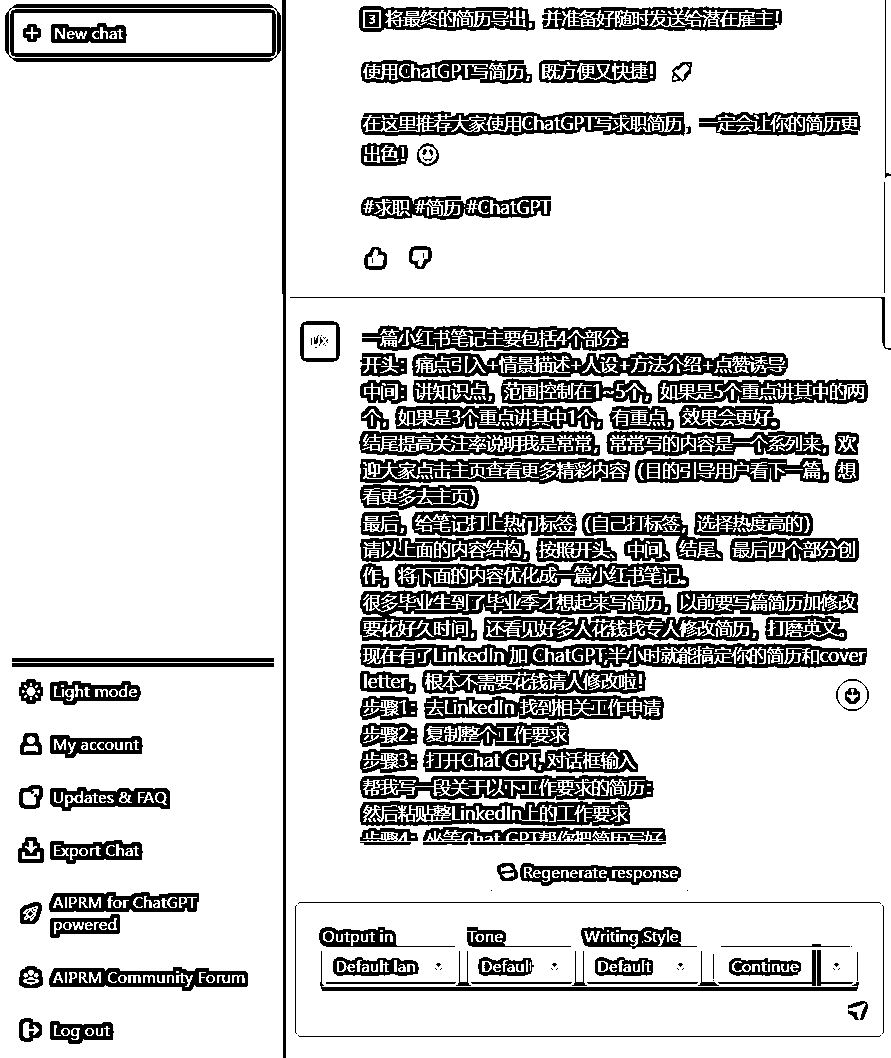 New chat
Light mode
My account
Updates & FAQ
Export Chat
AIPRM for ChatGPT
powered
AIPRM Community Forum
Log out
3 将最终的简历导出，并准备好随时发送给潜在雇主！
使用ChatGPT写简历，既方便又快捷！
在这里推荐大家使用ChatGPT写求职简历，一定会让你的简历更
出色！
#求职 #简历 #ChatGPT
一篇小红书笔记主要包括4个部分：
开头：痛点引入+情景描述+人设+方法介绍+点赞诱导
中间：讲知识点，范围控制在1~5个，如果是5个重点讲其中的两
个，如果是3个重点讲其中1个，有重点，效果会更好。
结尾提高关注率说明我是常常，常常写的内容是一个系列来，欢
迎大家点击主页查看更多精彩内容（目的引导用户看下一篇，想
看更多去主页）
最后，给笔记打上热门标签（自己打标签，选择热度高的）
请以上面的内容结构，按照开头、中间、结尾、最后四个部分创
作，将下面的内容优化成一篇小红书笔记。
很多毕业生到了毕业季才想起来写简历，以前要写篇简历加修改
要花好久时间，还看见好多人花钱找专人修改简历，打磨英文。
现在有了LinkedIn 加 ChatGPT,半小时就能搞定你的简历和cover
letter，根本不需要花钱请人修改啦！
步骤1：去LinkedIn 找到相关工作申请
步骤2：复制整个工作要求
步骤3：打开Chat GPT, 对话框输入
帮我写一段关于以下工作要求的简历：
然后粘贴整LinkedIn上的工作要求
步骤4：坐等Chat GPT帮你把简历写好
Regenerate response
Output in
Tone
Writing Style
Default lan
Defaul
Default
Continue